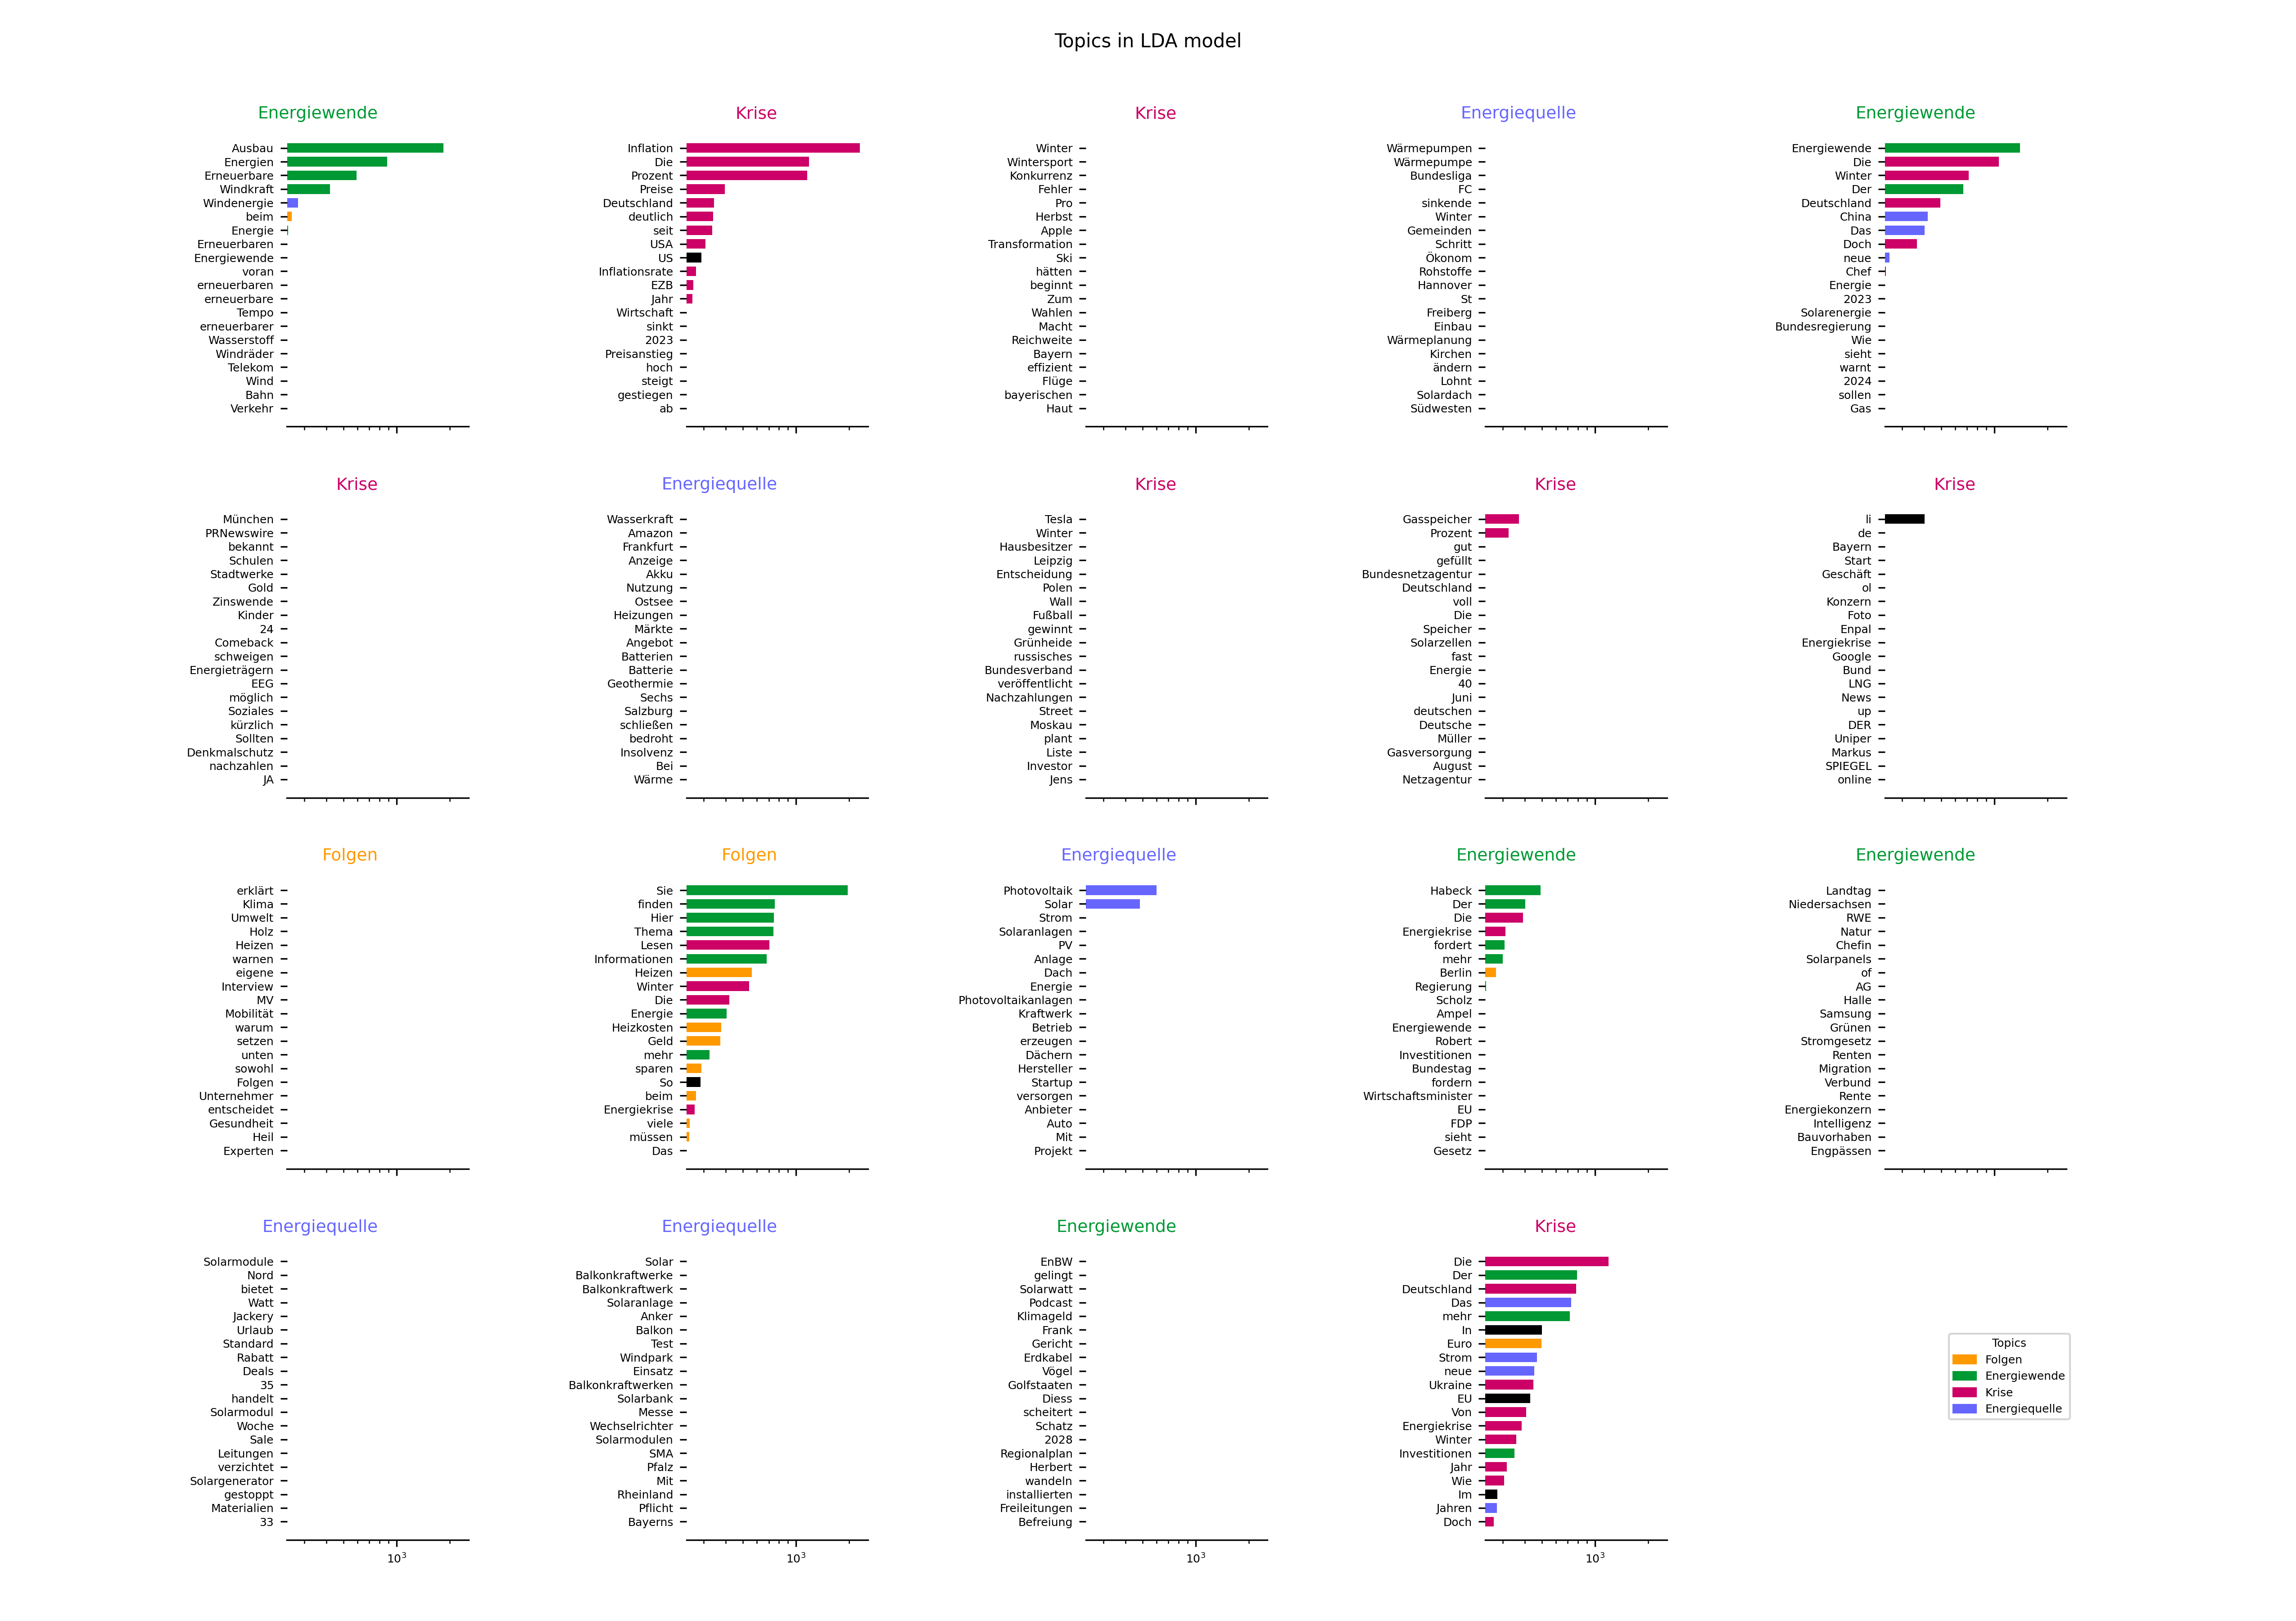 Topics in LDA model
Energiewende
Ausbau
Energien
Erneuerbare
Windkraft
Windenergie
beim
Energie
Erneuerbaren
Energiewende
voran
erneuerbaren
erneuerbare
Tempo
erneuerbarer
Wasserstoff
Windräder
Telekom
Wind
Bahn
Verkehr
Krise
Inflation
Die
Prozent
Preise
Deutschland
deutlich
seit
USA
US
Inflationsrate
EZB
Jahr
Wirtschaft
sinkt
2023
Preisanstieg
hoch
steigt
gestiegen
ab
Krise
Winter
Wintersport
Konkurrenz
Fehler
Pro
Herbst
Apple
Transformation
Ski
hätten
beginnt
Zum
Wahlen
Macht
Reichweite
Bayern
effizient
Flüge
bayerischen
Haut
Energiequelle
Wärmepumpen
Wärmepumpe
Bundesliga
FC
sinkende
Winter
Gemeinden
Schritt
Ökonom
Rohstoffe
Hannover
St
Freiberg
Einbau
Wärmeplanung
Kirchen
ändern
Lohnt
Solardach
Südwesten
Energiewende
Energiewende
Die
Winter
Der
Deutschland
China
Das
Doch
neue
Chef
Energie
2023
Solarenergie
Bundesregierung
Wie
sieht
warnt
2024
sollen
Gas
Krise
München
PRNewswire
bekannt
Schulen
Stadtwerke
Gold
Zinswende
Kinder
24
Comeback
schweigen
Energieträgern
EEG
möglich
Soziales
kürzlich
Sollten
Denkmalschutz
nachzahlen
JA
Energiequelle
Wasserkraft
Amazon
Frankfurt
Anzeige
Akku
Nutzung
Ostsee
Heizungen
Märkte
Angebot
Batterien
Batterie
Geothermie
Sechs
Salzburg
schließen
bedroht
Insolvenz
Bei
Wärme
Krise
Tesla
Winter
Hausbesitzer
Leipzig
Entscheidung
Polen
Wall
Fußball
gewinnt
Grünheide
russisches
Bundesverband
veröffentlicht
Nachzahlungen
Street
Moskau
plant
Liste
Investor
Jens
Krise
Gasspeicher
Prozent
gut
gefüllt
Bundesnetzagentur
Deutschland
voll
Die
Speicher
Solarzellen
fast
Energie
40
Juni
deutschen
Deutsche
Müller
Gasversorgung
August
Netzagentur
Krise
li
de
Bayern
Start
Geschäft
ol
Konzern
Foto
Enpal
Energiekrise
Google
Bund
LNG
News
up
DER
Uniper
Markus
SPIEGEL
online
Folgen
erklärt
Klima
Umwelt
Holz
Heizen
warnen
eigene
Interview
MV
Mobilität
warum
setzen
unten
sowohl
Folgen
Unternehmer
entscheidet
Gesundheit
Heil
Experten
Folgen
Sie
finden
Hier
Thema
Lesen
Informationen
Heizen
Winter
Die
Energie
Heizkosten
Geld
mehr
sparen
So
beim
Energiekrise
viele
müssen
Das
Energiequelle
Photovoltaik
Solar
Strom
Solaranlagen
PV
Anlage
Dach
Energie
Photovoltaikanlagen
Kraftwerk
Betrieb
erzeugen
Dächern
Hersteller
Startup
versorgen
Anbieter
Auto
Mit
Projekt
Energiewende
Habeck
Der
Die
Energiekrise
fordert
mehr
Berlin
Regierung
Scholz
Ampel
Energiewende
Robert
Investitionen
Bundestag
fordern
Wirtschaftsminister
EU
FDP
sieht
Gesetz
Energiewende
Landtag
Niedersachsen
RWE
Natur
Chefin
Solarpanels
of
AG
Halle
Samsung
Grünen
Stromgesetz
Renten
Migration
Verbund
Rente
Energiekonzern
Intelligenz
Bauvorhaben
Engpässen
Energiequelle
Solarmodule
Nord
bietet
Watt
Jackery
Urlaub
Standard
Rabatt
Deals
35
handelt
Solarmodul
Woche
Sale
Leitungen
verzichtet
Solargenerator
gestoppt
Materialien
33
10³
Energiequelle
Solar
Balkonkraftwerke
Balkonkraftwerk
Solaranlage
Anker
Balkon
Test
Windpark
Einsatz
Balkonkraftwerken
Solarbank
Messe
Wechselrichter
Solarmodulen
SMA
Pfalz
Mit
Rheinland
Pflicht
Bayerns
10³
Energiewende
EnBW
gelingt
Solarwatt
Podcast
Klimageld
Frank
Gericht
Erdkabel
Vögel
Golfstaaten
Diess
scheitert
Schatz
2028
Regionalplan
Herbert
wandeln
installierten
Freileitungen
Befreiung
10³
Krise
Die
Der
Deutschland
Das
mehr
In
Euro
Strom
neue
Ukraine
EU
Von
Energiekrise
Winter
Investitionen
Jahr
Wie
Im
Jahren
Doch
10³
Topics
Folgen
Energiewende
Krise
Energiequelle